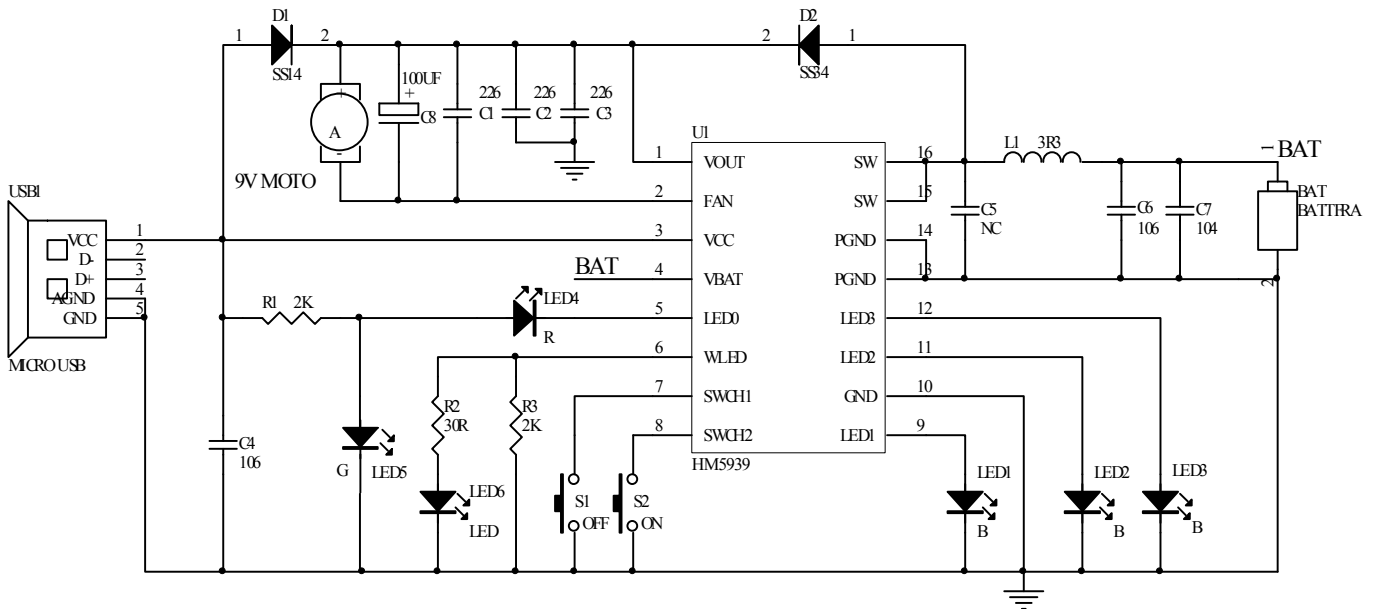 D1
1 2
SS14
D2
2 1
SS34
100UF
+
C8
226
C1
226
C2
226
C3
+
A
-
9V MOTO
U1
1 VOUT
2 FAN
3 VCC
4 VBAT
5 LED0
6 WLED
7 SWCH1
8 SWCH2
SW 16
SW 15
PGND 14
PGND 13
LED3 12
LED2 11
GND 10
LED1 9
HM5939
L1 3R3
1 BAT
BAT
BATTERA
2
C5
NC
C6
106
C7
104
USB1
VCC 1
D- 2
D+ 3
AGND 4
GND 5
MICRO USB
BAT
R1 2K
LED4
R
C4
106
G LED5
R2
30R
R3
2K
LED6
LED
S1
OFF
S2
ON
LED1
B
LED2
B
LED3
B